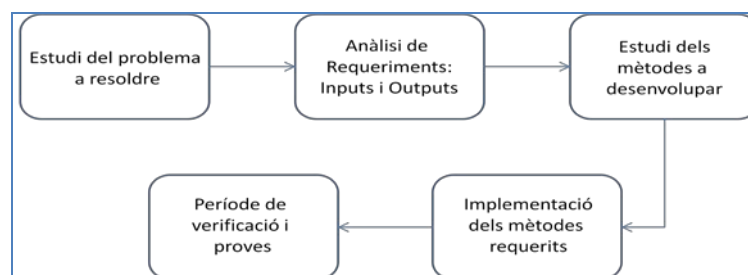 Estudi del problema
a resoldre
Anàlisi de
Requeriments:
Inputs i Outputs
Estudi dels
mètodes a
desenvolupar
Implementació
dels mètodes
requerits
Període de
verificació i
proves